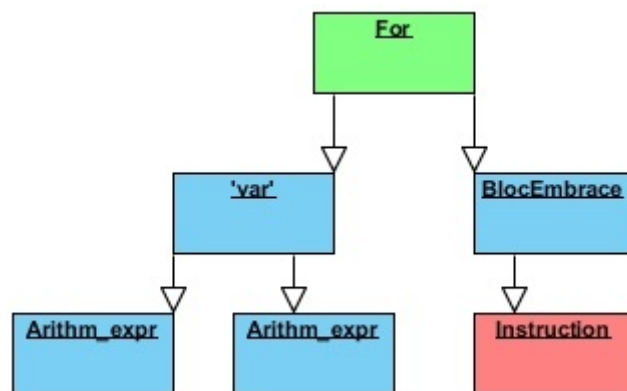 For
'var'
BlocEmbrace
Arithm_expr
Arithm_expr
Instruction